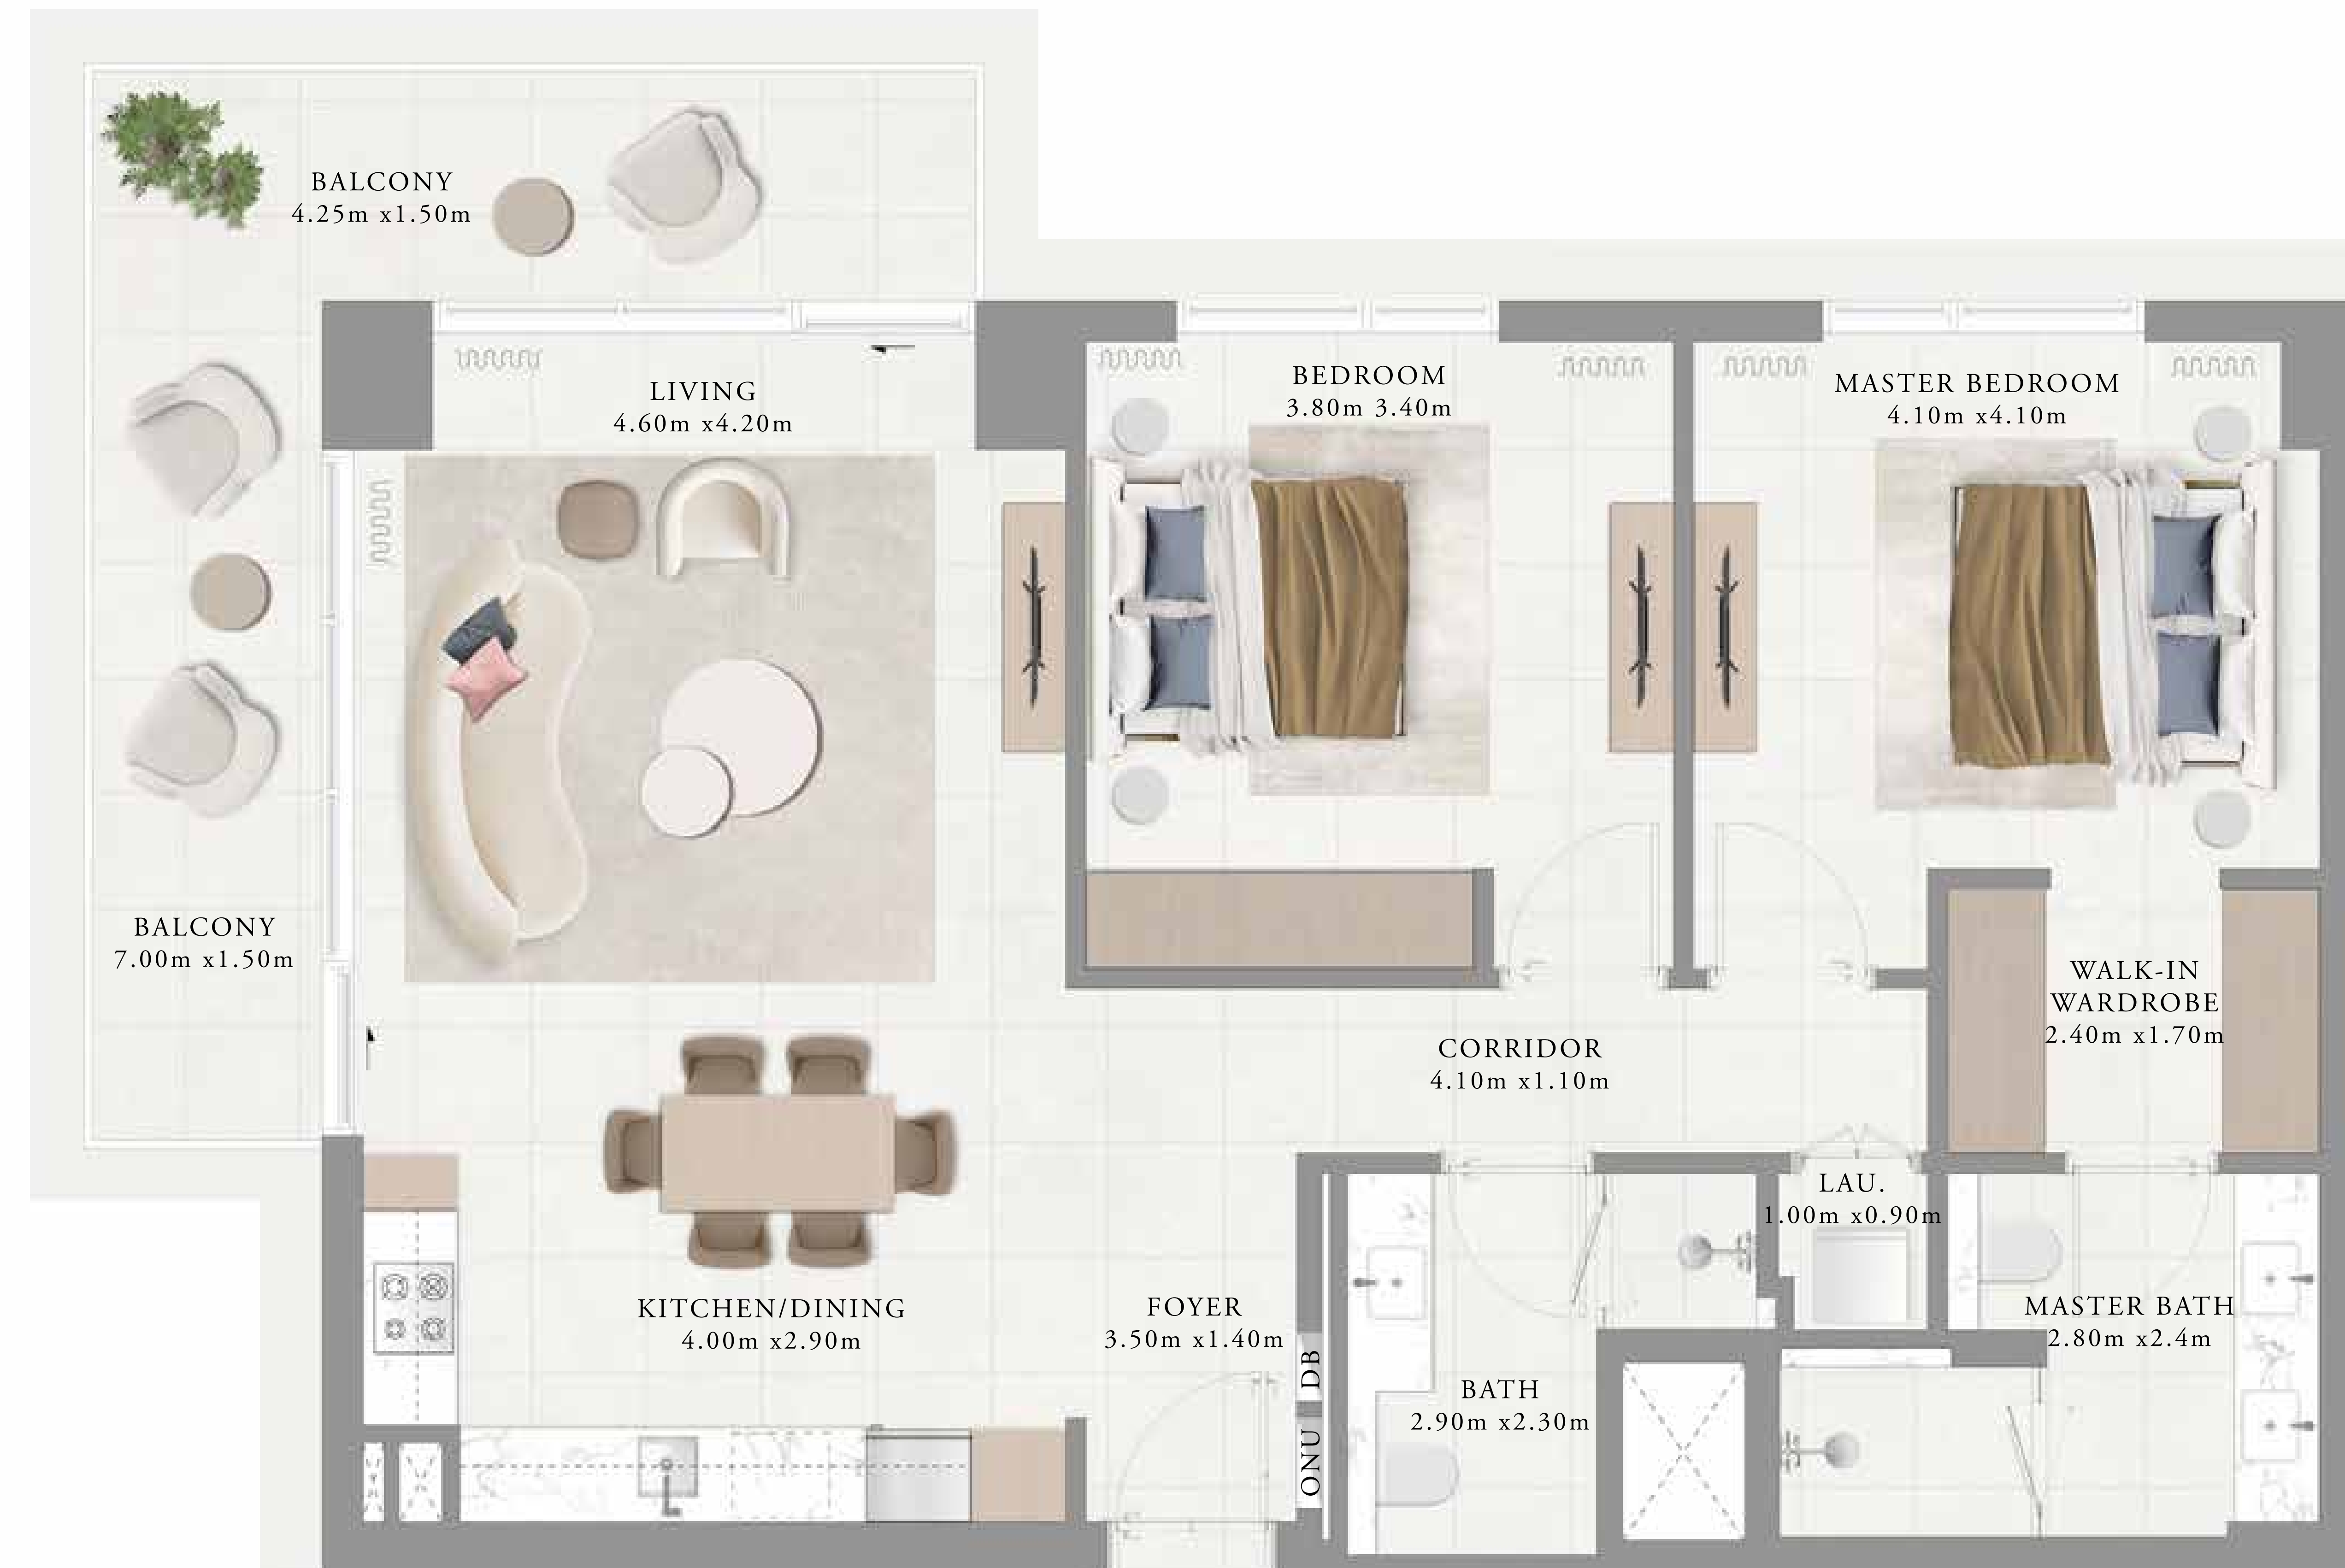 BALCONY
4.25m x1.50m
LIVING
4.60m x4.20m
BEDROOM
3.80m 3.40m
MASTER BEDROOM
4.10m x4.10m
BALCONY
7.00m x1.50m
WALK-IN
WARDROBE
2.40m x1.70m
CORRIDOR
4.10m x1.10m
LAU.
1.00m x0.90m
KITCHEN/DINING
4.00m x2.90m
FOYER
3.50m x1.40m
MASTER BATH
2.80m x2.4m
DB
ONU
BATH
2.90m x2.30m